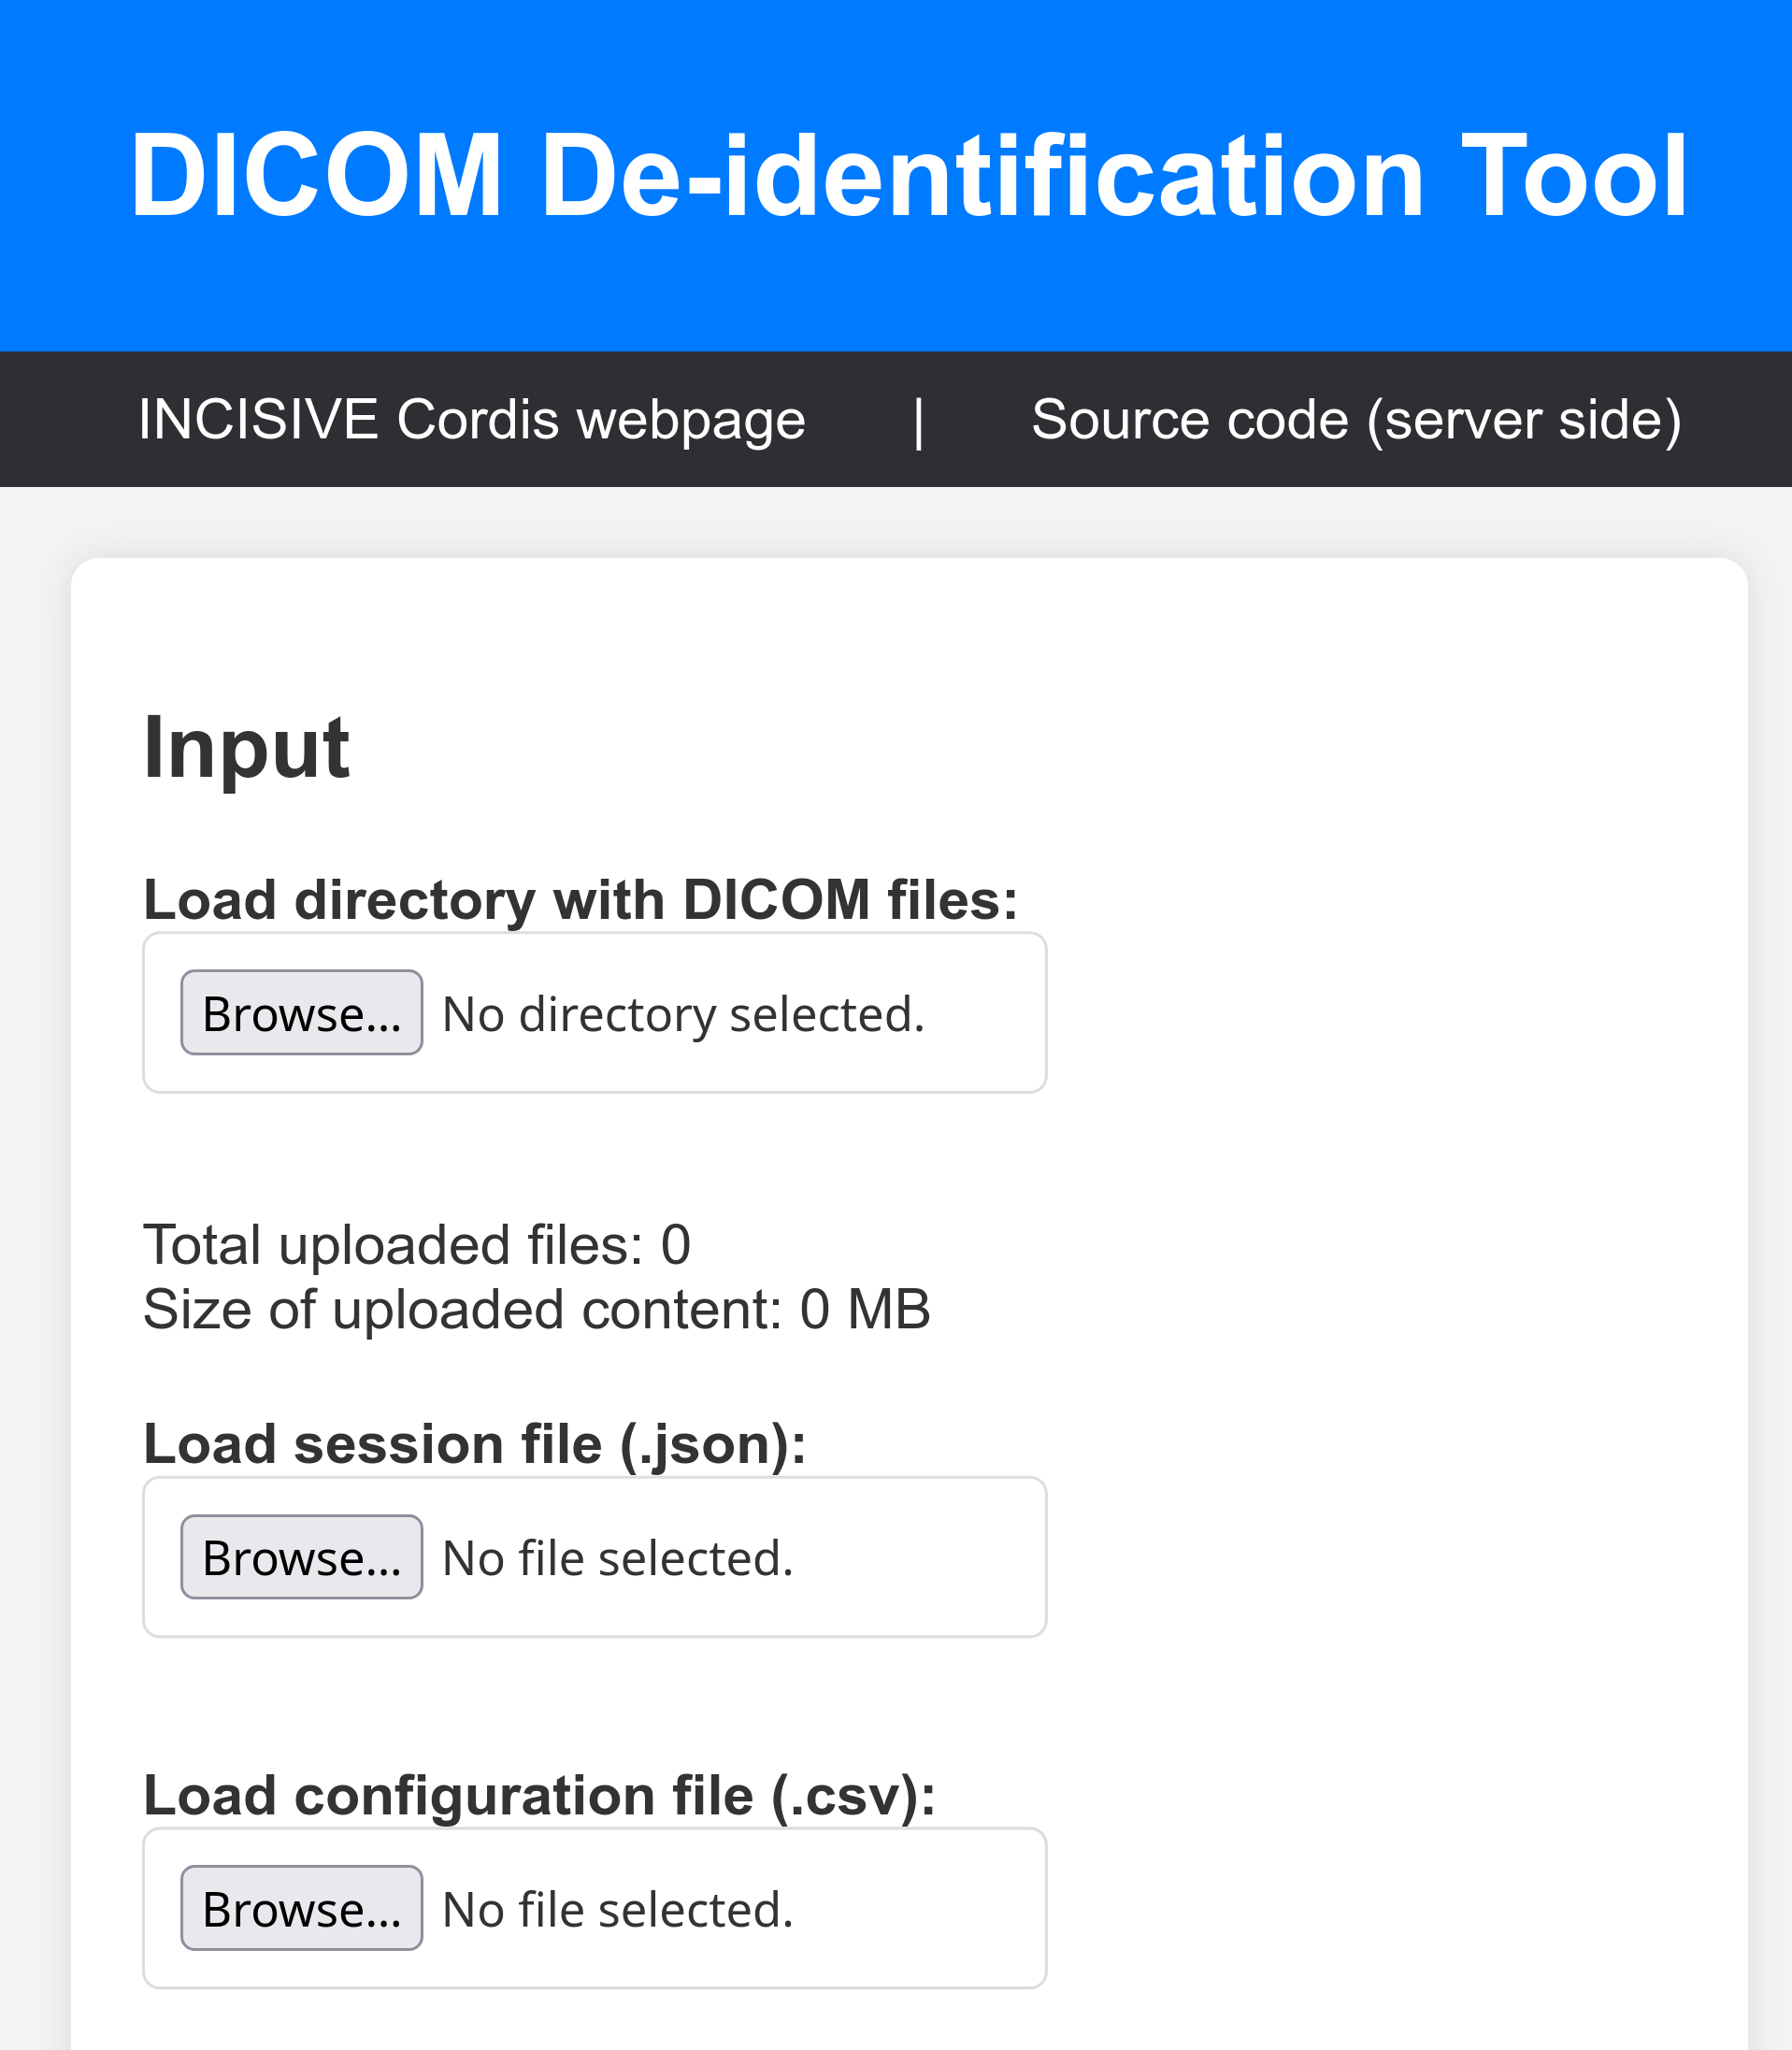 DICOM De-identification Tool
INCISIVE Cordis webpage | Source code (server side)
Input
Load directory with DICOM files:
Browse... No directory selected.
Total uploaded files: 0
Size of uploaded content: 0 MB
Load session file (.json):
Browse... No file selected.
Load configuration file (.csv):
Browse... No file selected.